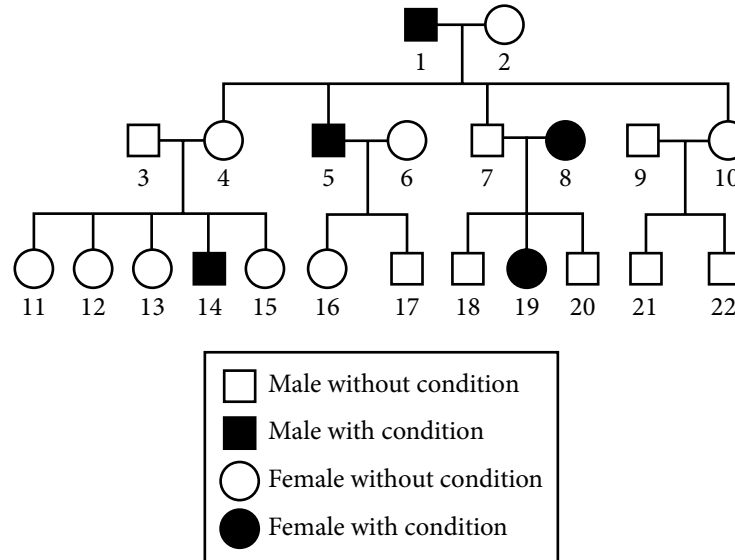 1 2
3 4 5 6 7 8 9 10
11 12 13 14 15 16 17 18 19 20 21 22
Male without condition
Male with condition
Female without condition
Female with condition